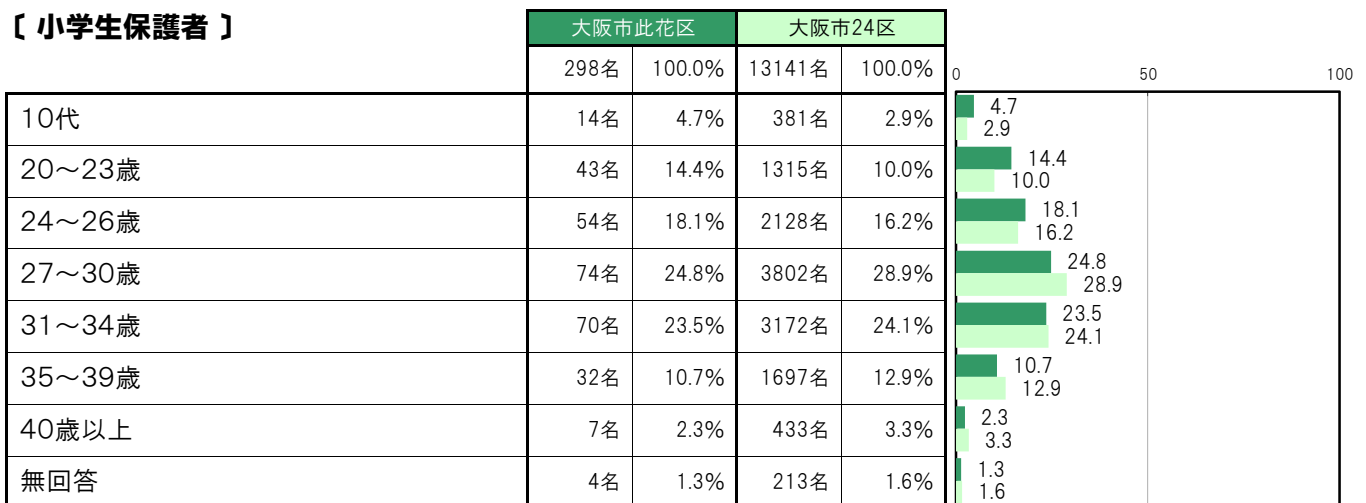 〔 小学生保護者 〕
大阪市此花区 大阪市24区
298名 100.0% 13141名 100.0%
0 50 100
10代 14名 4.7% 381名 2.9%
4.7
2.9
20～23歳 43名 14.4% 1315名 10.0%
14.4
10.0
24～26歳 54名 18.1% 2128名 16.2%
18.1
16.2
27～30歳 74名 24.8% 3802名 28.9%
24.8
28.9
31～34歳 70名 23.5% 3172名 24.1%
23.5
24.1
35～39歳 32名 10.7% 1697名 12.9%
10.7
12.9
40歳以上 7名 2.3% 433名 3.3%
2.3
3.3
無回答 4名 1.3% 213名 1.6%
1.3
1.6